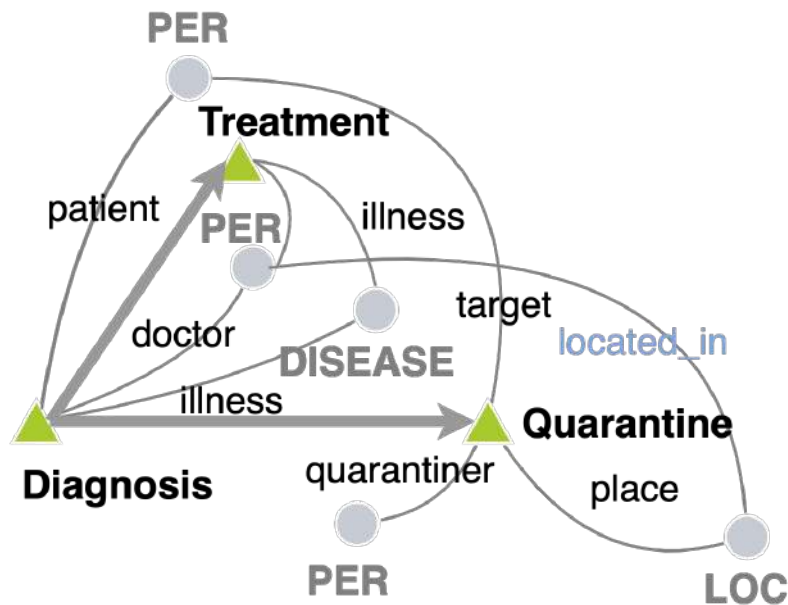 PER
Treatment
patient
PER
illness
target
doctor
located_in
DISEASE
illness
Quarantine
Diagnosis
quarantiner
place
PER
LOC